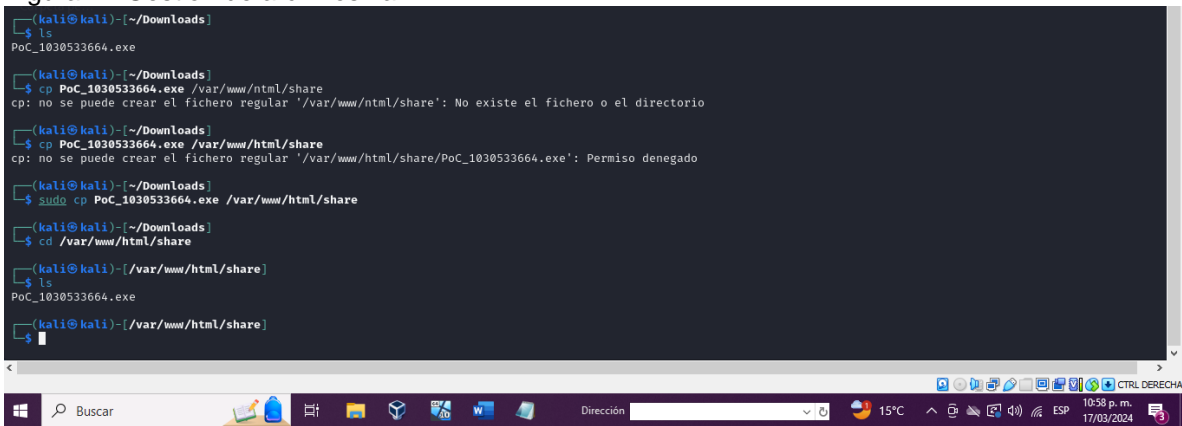 ┌──(kali㉿kali)-[~/Downloads]
└─$ ls
PoC_1030533664.exe
┌──(kali㉿kali)-[~/Downloads]
└─$ cp PoC_1030533664.exe /var/www/ntml/share
cp: no se puede crear el fichero regular '/var/www/ntml/share': No existe el fichero o el directorio
┌──(kali㉿kali)-[~/Downloads]
└─$ cp PoC_1030533664.exe /var/www/html/share
cp: no se puede crear el fichero regular '/var/www/html/share/PoC_1030533664.exe': Permiso denegado
┌──(kali㉿kali)-[~/Downloads]
└─$ sudo cp PoC_1030533664.exe /var/www/html/share
┌──(kali㉿kali)-[~/Downloads]
└─$ cd /var/www/html/share
┌──(kali㉿kali)-[/var/www/html/share]
└─$ ls
PoC_1030533664.exe
┌──(kali㉿kali)-[/var/www/html/share]
└─$
CTRL DERECHA
Buscar
Dirección
15°C
ESP
10:58 p. m.
17/03/2024
3